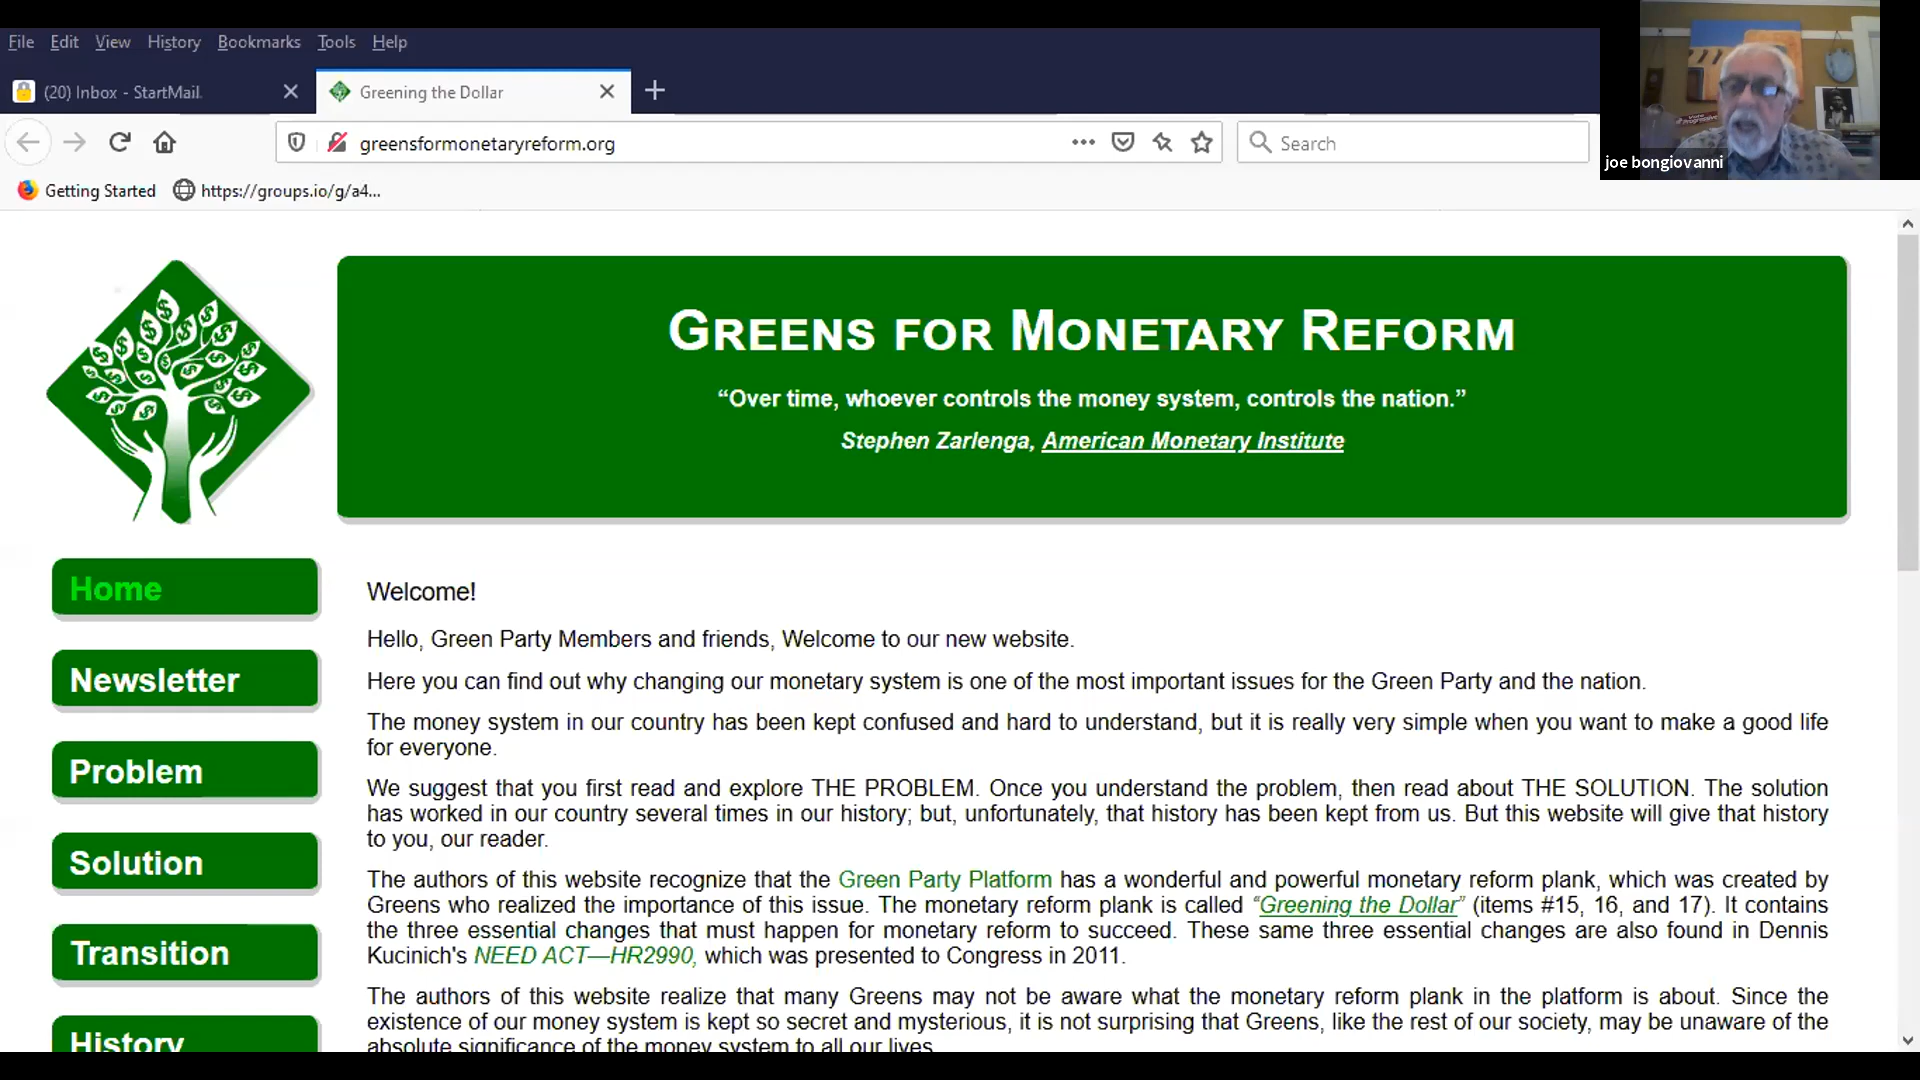 File Edit View History Bookmarks Tools Help
(20) Inbox - StartMail
Greening the Dollar
greensformonetaryreform.org
Search
Getting Started
https://groups.io/g/a4...
joe bongiovanni
GREENS FOR MONETARY REFORM
“Over time, whoever controls the money system, controls the nation.”
Stephen Zarlenga, American Monetary Institute
Home
Newsletter
Problem
Solution
Transition
History
Welcome!
Hello, Green Party Members and friends, Welcome to our new website.
Here you can find out why changing our monetary system is one of the most important issues for the Green Party and the nation.
The money system in our country has been kept confused and hard to understand, but it is really very simple when you want to make a good life
for everyone.
We suggest that you first read and explore THE PROBLEM. Once you understand the problem, then read about THE SOLUTION. The solution
has worked in our country several times in our history; but, unfortunately, that history has been kept from us. But this website will give that history
to you, our reader.
The authors of this website recognize that the Green Party Platform has a wonderful and powerful monetary reform plank, which was created by
Greens who realized the importance of this issue. The monetary reform plank is called “Greening the Dollar” (items #15, 16, and 17). It contains
the three essential changes that must happen for monetary reform to succeed. These same three essential changes are also found in Dennis
Kucinich's NEED ACT—HR2990, which was presented to Congress in 2011.
The authors of this website realize that many Greens may not be aware what the monetary reform plank in the platform is about. Since the
existence of our money system is kept so secret and mysterious, it is not surprising that Greens, like the rest of our society, may be unaware of the
absolute significance of the money system to all our lives.